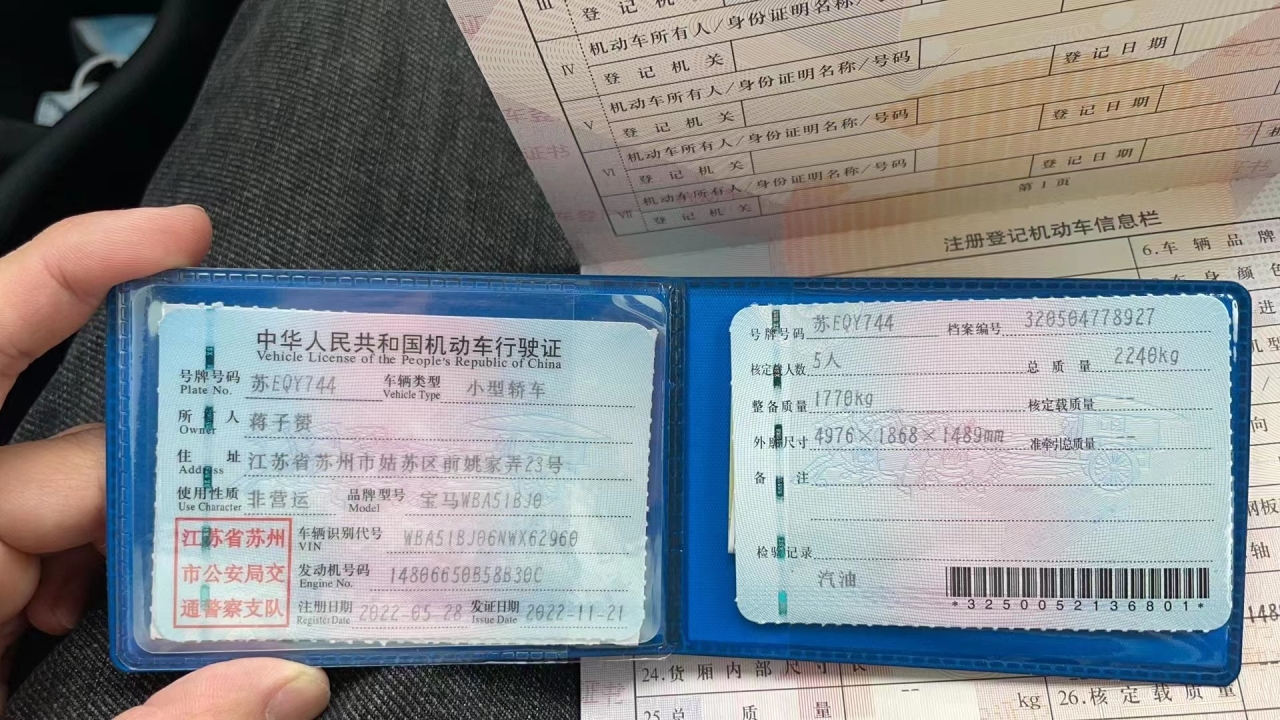 III
登 记 机 关
机动车所有人/身份证明名称/号码
IV
登 记 机 关
登 记 日 期
机动车所有人/身份证明名称/号码
V
登 记 机 关
登 记 日 期
机动车所有人/身份证明名称/号码
VI
登 记 机 关
登 记 日 期
机动车所有人/身份证明名称/号码
VII
登 记 机 关
第 1 页
注册登记机动车信息栏
6.车 辆 品 牌
车 身 颜 色
中华人民共和国机动车行驶证
Vehicle License of the People's Republic of China
号牌号码 苏EQY744 车辆类型 小型轿车
Plate No. Vehicle Type
所 有 人 蒋子赟
Owner
住 址 江苏省苏州市姑苏区前姚家弄23号
Address
使用性质 非营运 品牌型号 宝马WBA51BJ0
Use Character Model
江苏省苏州
市公安局交
通警察支队
车辆识别代号 WBA51BJ06NWX62960
VIN
发动机号码 14806650B58B30C
Engine No.
注册日期 2022-05-28 发证日期 2022-11-21
Register Date Issue Date
号牌号码 苏EQY744 档案编号 320504778927
核定载人数 5人 总 质 量 2240kg
整备质量 1770kg 核定载质量 --
外廓尺寸 4976×1868×1489mm 准牵引总质量 --
备 注
检验记录
汽油
*3250052136801*
24.货 厢 内 部 尺 寸
25.总 质 量 -- kg 26.核 定 载 质 量